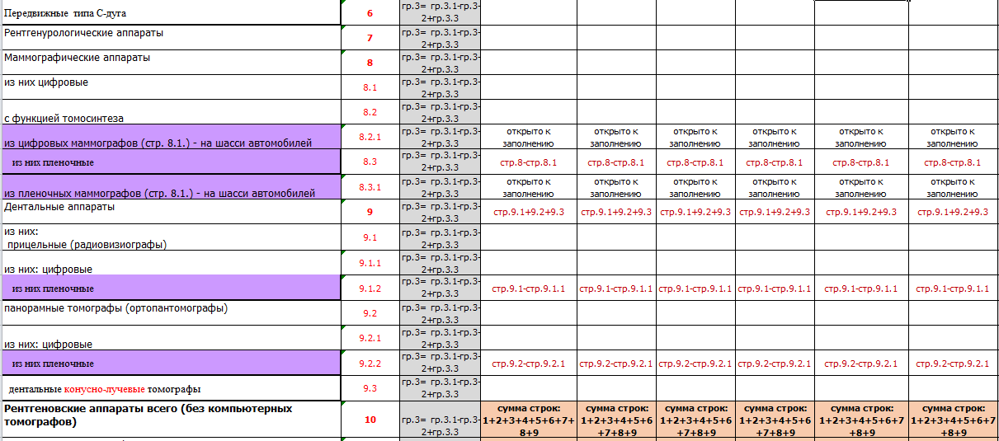 Передвижные типа С-дуга 6 гр.3= гр.3.1-гр.3-2+гр.3.3
Рентгенурологические аппараты 7 гр.3= гр.3.1-гр.3-2+гр.3.3
Маммографические аппараты 8 гр.3= гр.3.1-гр.3-2+гр.3.3
из них цифровые 8.1 гр.3= гр.3.1-гр.3-2+гр.3.3
с функцией томосинтеза 8.2 гр.3= гр.3.1-гр.3-2+гр.3.3
из цифровых маммографов (стр. 8.1.) - на шасси автомобилей 8.2.1 гр.3= гр.3.1-гр.3-2+гр.3.3 открыто к заполнению открыто к заполнению открыто к заполнению открыто к заполнению открыто к заполнению открыто к заполнению
из них пленочные 8.3 гр.3= гр.3.1-гр.3-2+гр.3.3 стр.8-стр.8.1 стр.8-стр.8.1 стр.8-стр.8.1 стр.8-стр.8.1 стр.8-стр.8.1 стр.8-стр.8.1
из пленочных маммографов (стр. 8.1.) - на шасси автомобилей 8.3.1 гр.3= гр.3.1-гр.3-2+гр.3.3 открыто к заполнению открыто к заполнению открыто к заполнению открыто к заполнению открыто к заполнению открыто к заполнению
Дентальные аппараты 9 гр.3= гр.3.1-гр.3-2+гр.3.3 стр.9.1+9.2+9.3 стр.9.1+9.2+9.3 стр.9.1+9.2+9.3 стр.9.1+9.2+9.3 стр.9.1+9.2+9.3 стр.9.1+9.2+9.3
из них:
прицельные (радиовизиографы) 9.1 гр.3= гр.3.1-гр.3-2+гр.3.3
из них: цифровые 9.1.1 гр.3= гр.3.1-гр.3-2+гр.3.3
из них пленочные 9.1.2 гр.3= гр.3.1-гр.3-2+гр.3.3 стр.9.1-стр.9.1.1 стр.9.1-стр.9.1.1 стр.9.1-стр.9.1.1 стр.9.1-стр.9.1.1 стр.9.1-стр.9.1.1 стр.9.1-стр.9.1.1
панорамные томографы (ортопантомографы) 9.2 гр.3= гр.3.1-гр.3-2+гр.3.3
из них: цифровые 9.2.1 гр.3= гр.3.1-гр.3-2+гр.3.3
из них пленочные 9.2.2 гр.3= гр.3.1-гр.3-2+гр.3.3 стр.9.2-стр.9.2.1 стр.9.2-стр.9.2.1 стр.9.2-стр.9.2.1 стр.9.2-стр.9.2.1 стр.9.2-стр.9.2.1 стр.9.2-стр.9.2.1
дентальные конусно-лучевые томографы 9.3 гр.3= гр.3.1-гр.3-2+гр.3.3
Рентгеновские аппараты всего (без компьютерных томографов) 10 гр.3= гр.3.1-гр.3-2+гр.3.3 сумма строк: 1+2+3+4+5+6+7+8+9 сумма строк: 1+2+3+4+5+6+7+8+9 сумма строк: 1+2+3+4+5+6+7+8+9 сумма строк: 1+2+3+4+5+6+7+8+9 сумма строк: 1+2+3+4+5+6+7+8+9 сумма строк: 1+2+3+4+5+6+7+8+9